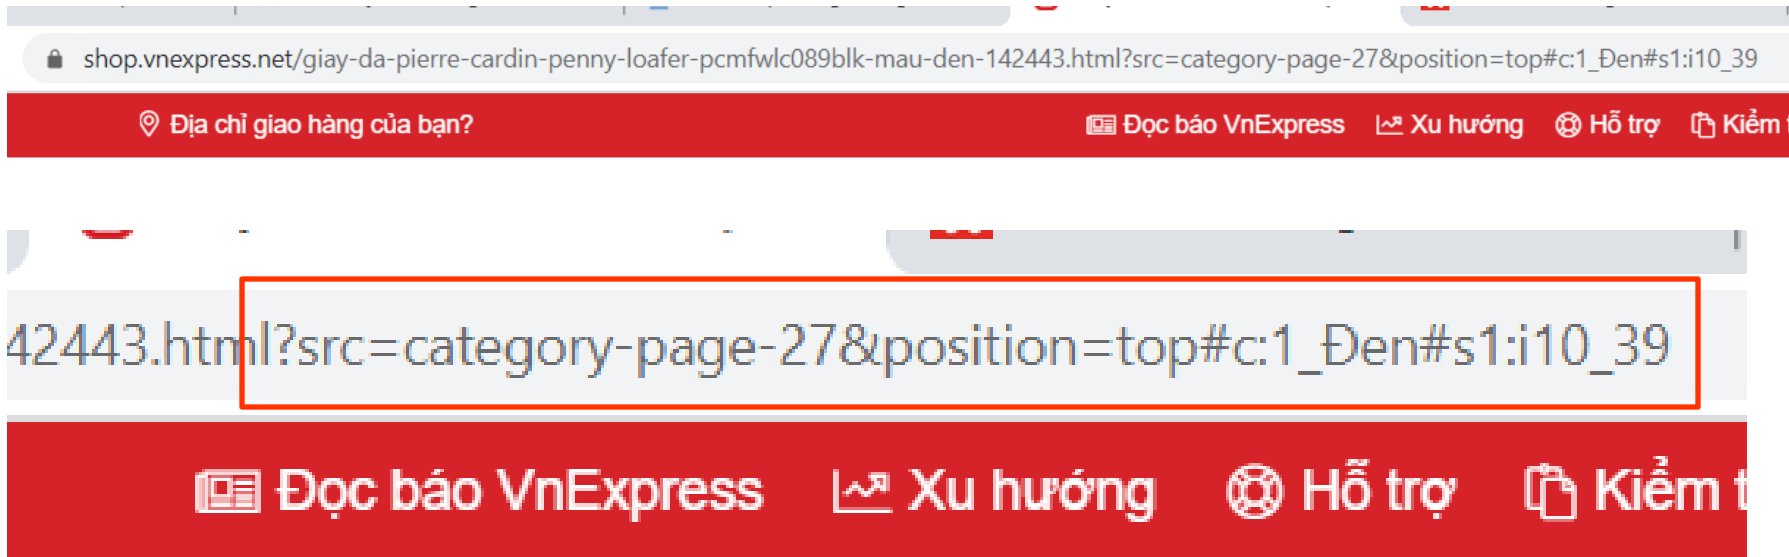 shop.vnexpress.net/giay-da-pierre-cardin-penny-loafer-pcmfwlc089blk-mau-den-142443.html?src=category-page-27&position=top#c:1_Đen#s1:i10_39
Địa chỉ giao hàng của bạn? Đọc báo VnExpress Xu hướng Hỗ trợ Kiểm t
42443.html?src=category-page-27&position=top#c:1_Đen#s1:i10_39
Đọc báo VnExpress Xu hướng Hỗ trợ Kiểm t